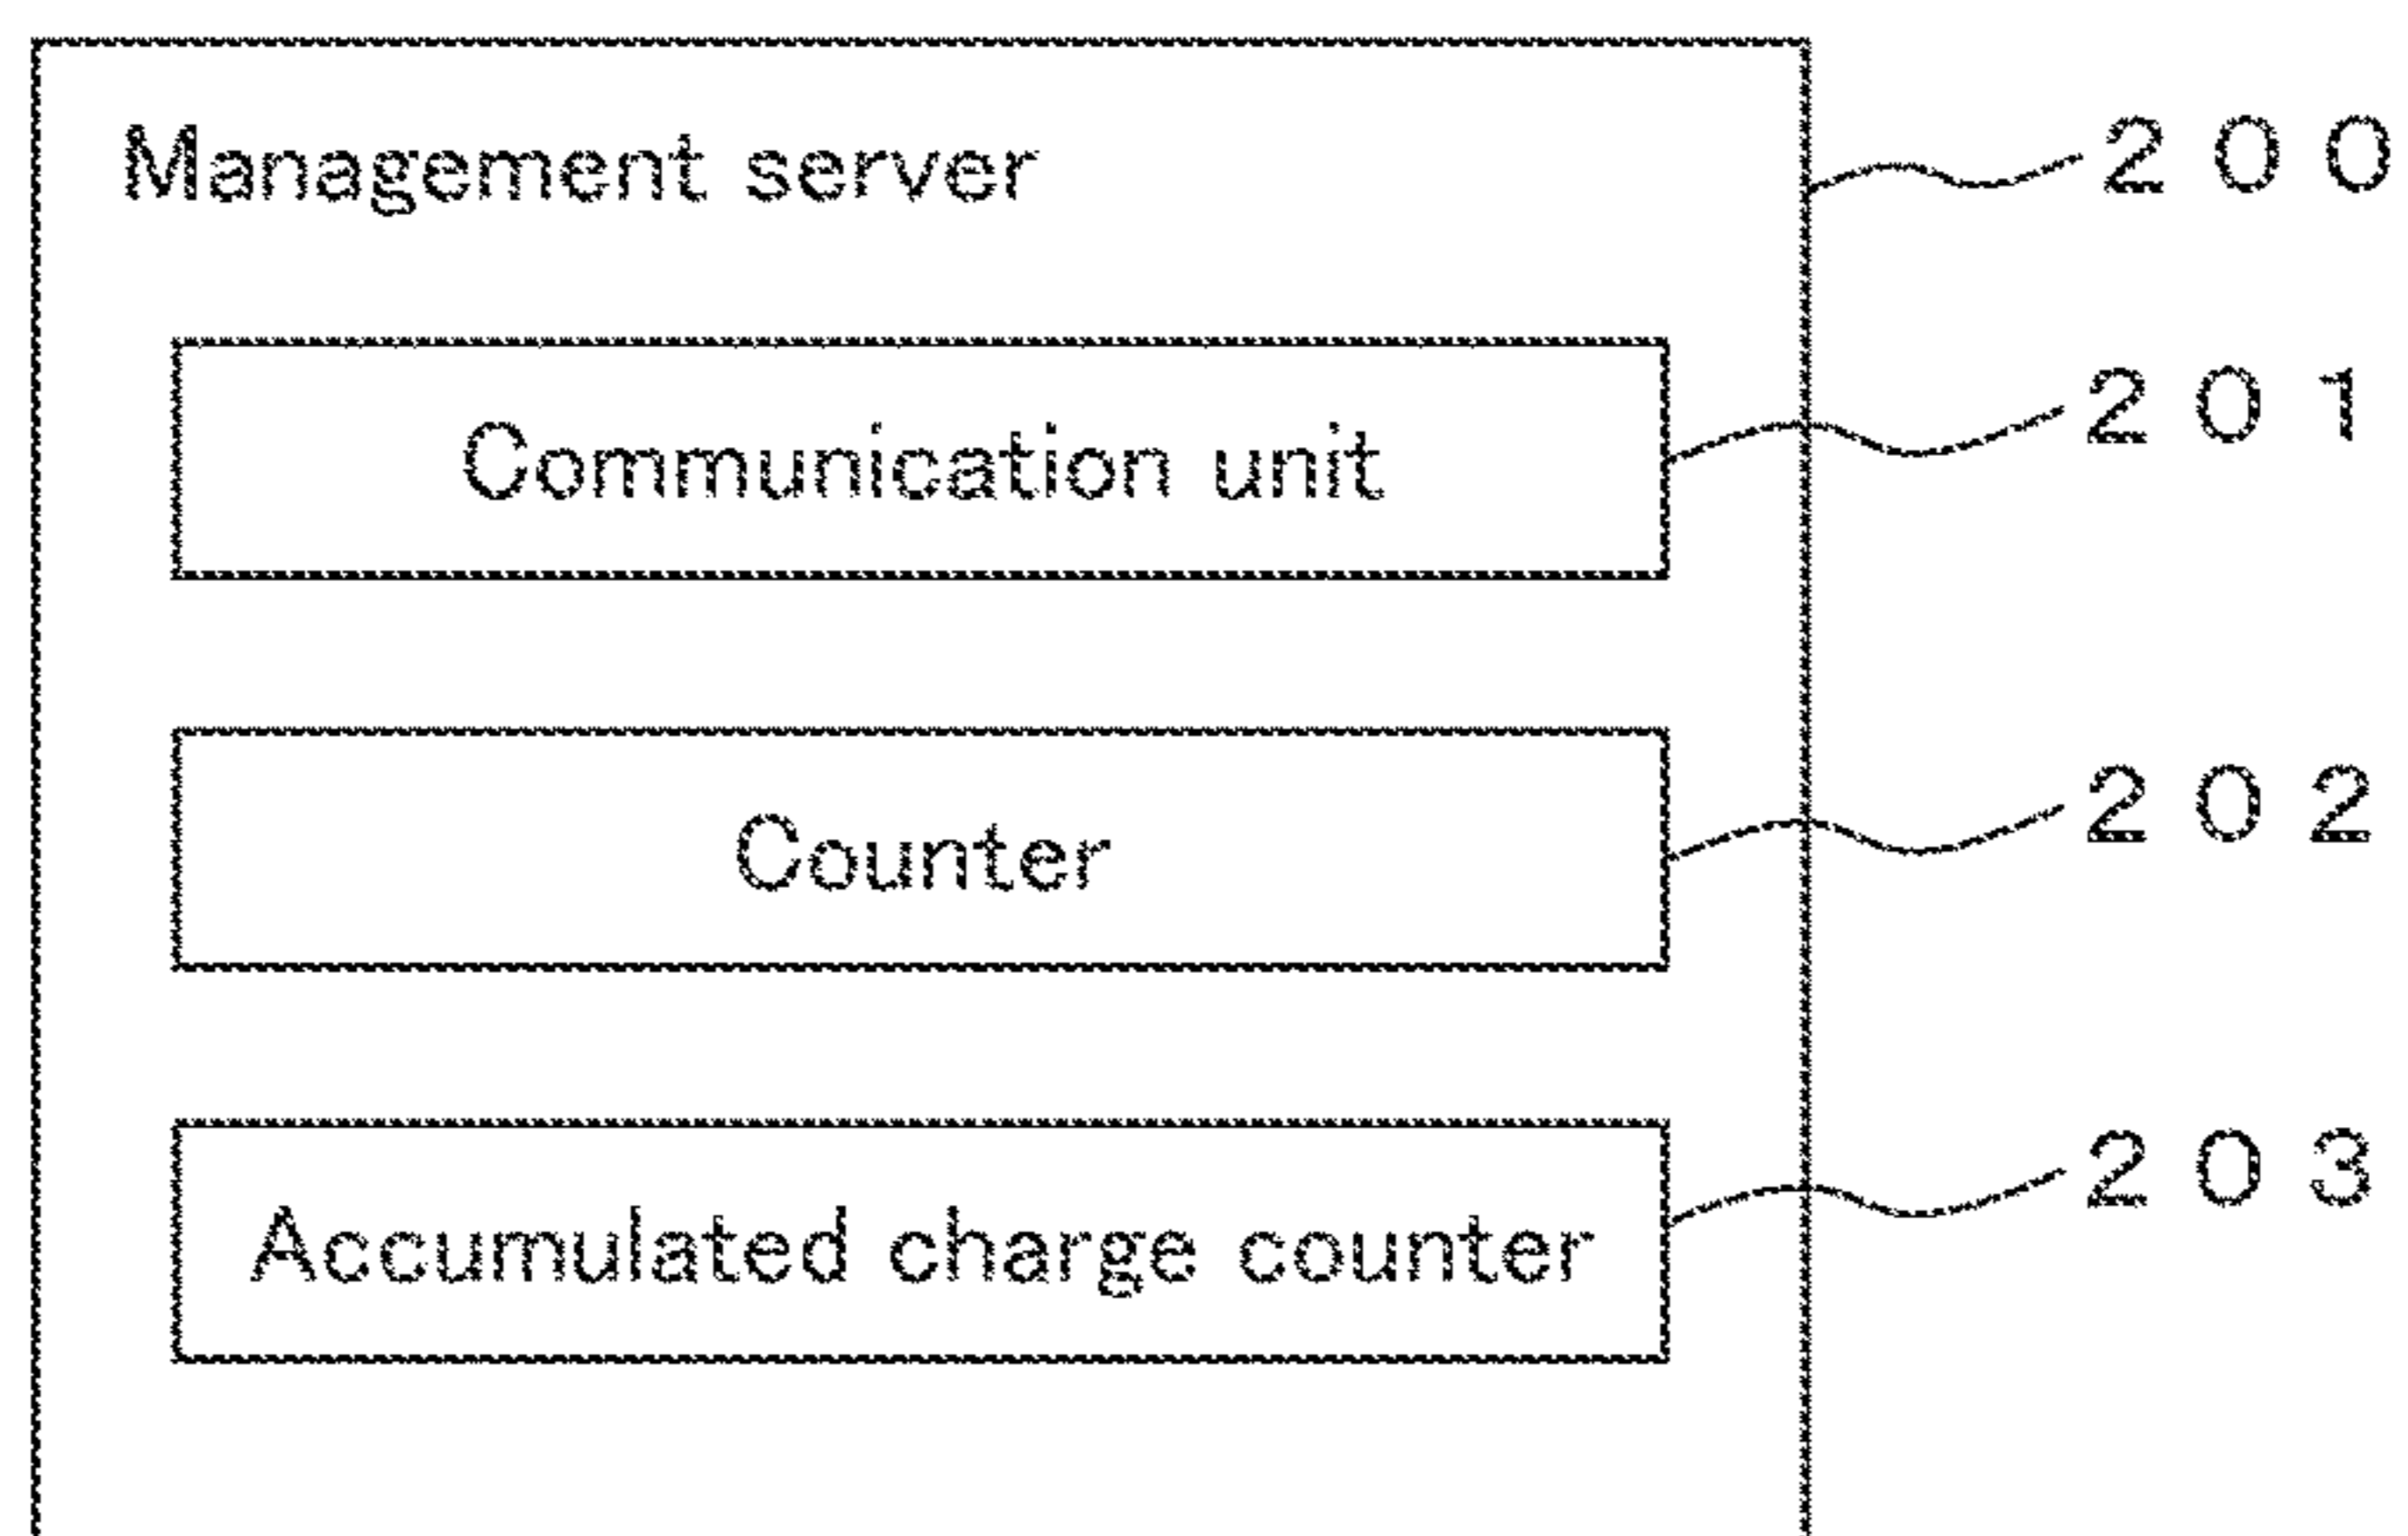 Management server 200
Communication unit 201
Counter 202
Accumulated charge counter 203